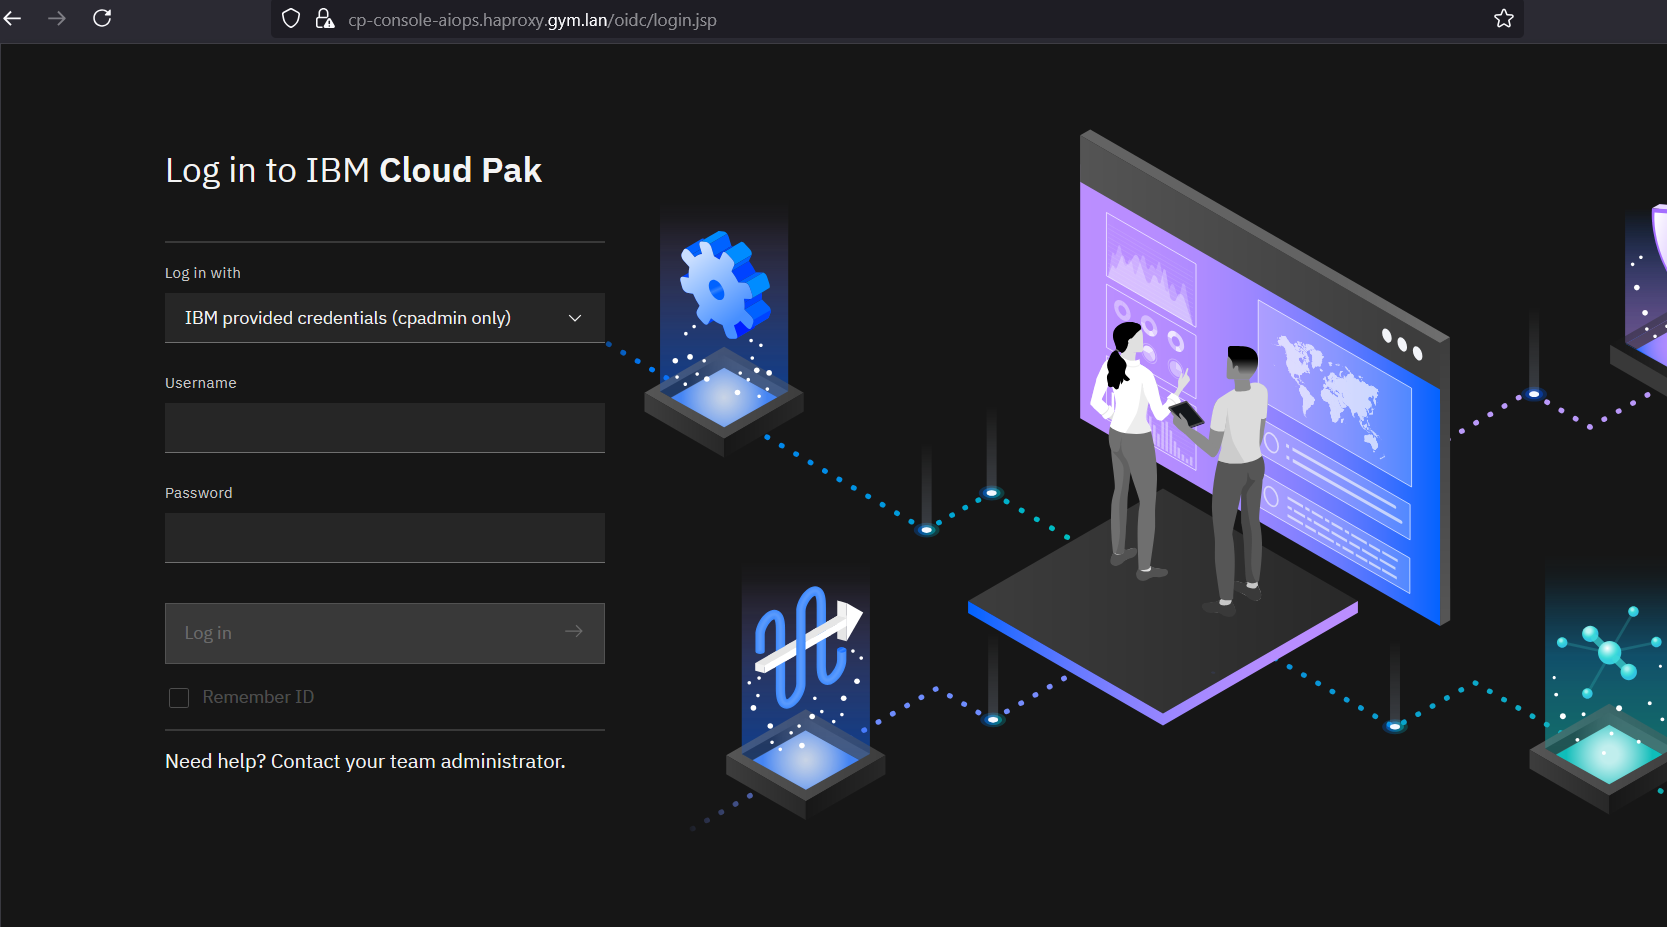 cp-console-aiops.haproxy.gym.lan/oidc/login.jsp
Log in to IBM Cloud Pak
Log in with
IBM provided credentials (cpadmin only)
Username
Password
Log in
Remember ID
Need help? Contact your team administrator.